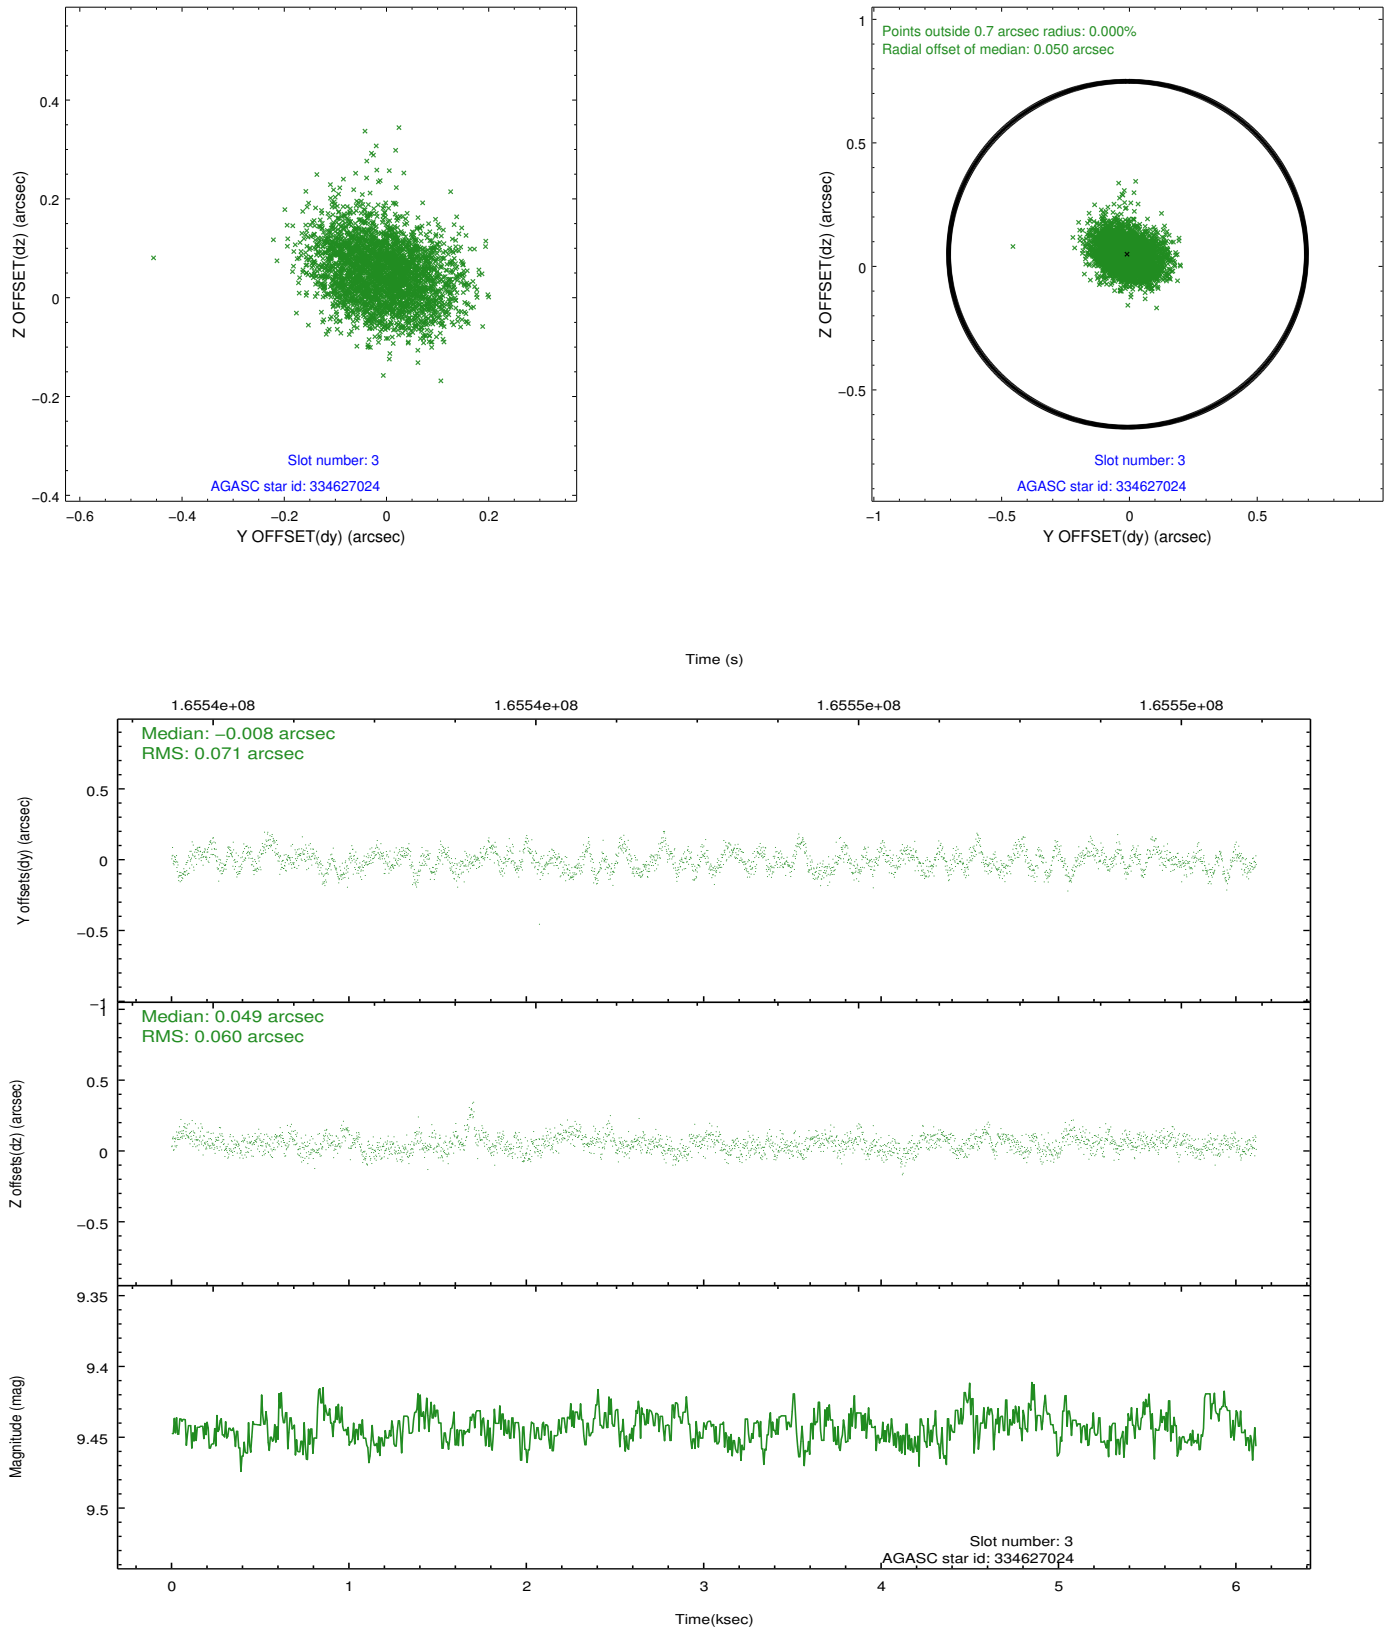 0.4
0.2
0
−0.2
−0.4
Z OFFSET(dz) (arcsec)
Slot number: 3
AGASC star id: 334627024
−0.6
−0.4
−0.2
0
0.2
Y OFFSET(dy) (arcsec)
Points outside 0.7 arcsec radius: 0.000%
Radial offset of median: 0.050 arcsec
1
0.5
0
−0.5
Z OFFSET(dz) (arcsec)
Slot number: 3
AGASC star id: 334627024
−1
−0.5
0
0.5
Y OFFSET(dy) (arcsec)
Time (s)
1.6554e+08
1.6554e+08
1.6555e+08
1.6555e+08
Median: −0.008 arcsec
RMS: 0.071 arcsec
0.5
0
−0.5
−1
Y offsets(dy) (arcsec)
Median: 0.049 arcsec
RMS: 0.060 arcsec
1
0.5
0
−0.5
Z offsets(dz) (arcsec)
9.35
9.4
9.45
9.5
Magnitude (mag)
Slot number: 3
AGASC star id: 334627024
0
1
2
3
4
5
6
Time(ksec)